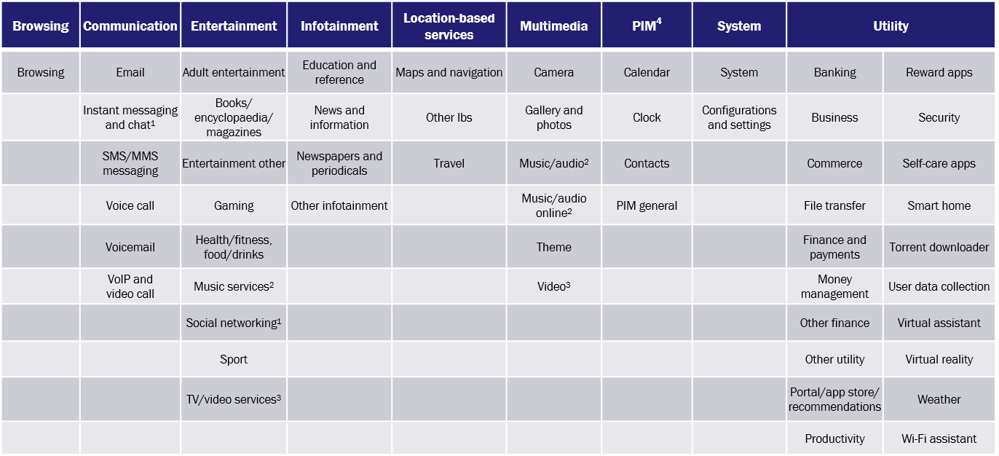 Browsing Communication Entertainment Infotainment Location-based services Multimedia PIM⁴ System Utility
Browsing Email Adult entertainment Education and reference Maps and navigation Camera Calendar System Banking Reward apps
Instant messaging and chat¹ Books/ encyclopaedia/ magazines News and information Other lbs Gallery and photos Clock Configurations and settings Business Security
SMS/MMS messaging Entertainment other Newspapers and periodicals Travel Music/audio² Contacts Commerce Self-care apps
Voice call Gaming Other infotainment Music/audio online² PIM general File transfer Smart home
Voicemail Health/fitness, food/drinks Theme Finance and payments Torrent downloader
VoIP and video call Music services² Video³ Money management User data collection
Social networking¹ Other finance Virtual assistant
Sport Other utility Virtual reality
TV/video services³ Portal/app store/ recommendations Weather
Productivity Wi-Fi assistant